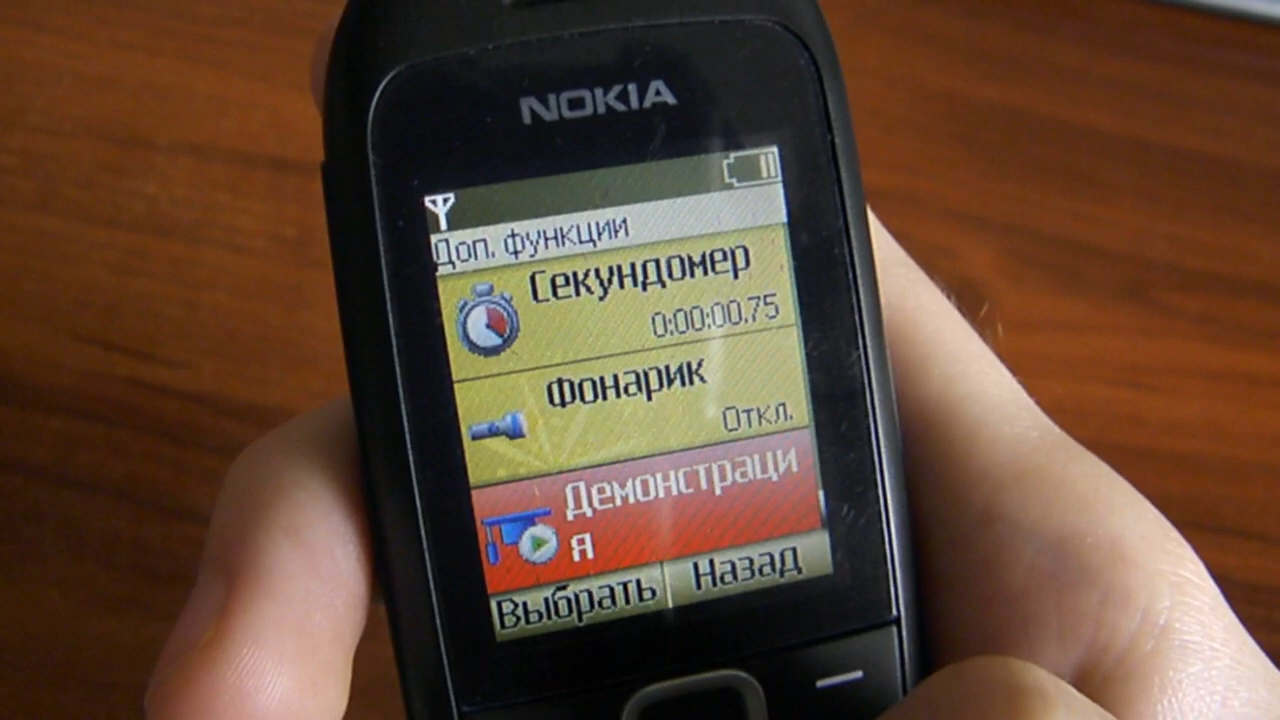 NOKIA
Доп. функции
Секундомер
0:00:00.75
Фонарик
Откл.
Демонстраци
я
Выбрать Назад